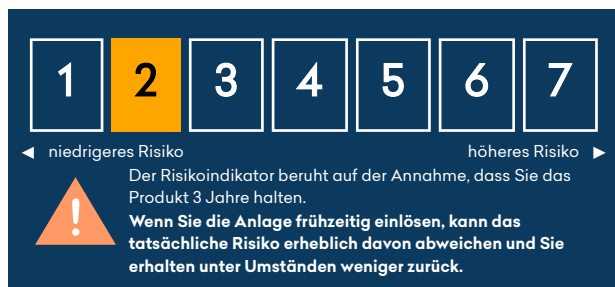 1 2 3 4 5 6 7
◄ niedrigeres Risiko höheres Risiko ►
!
Der Risikoindikator beruht auf der Annahme, dass Sie das
Produkt 3 Jahre halten.
Wenn Sie die Anlage frühzeitig einlösen, kann das
tatsächliche Risiko erheblich davon abweichen und Sie
erhalten unter Umständen weniger zurück.